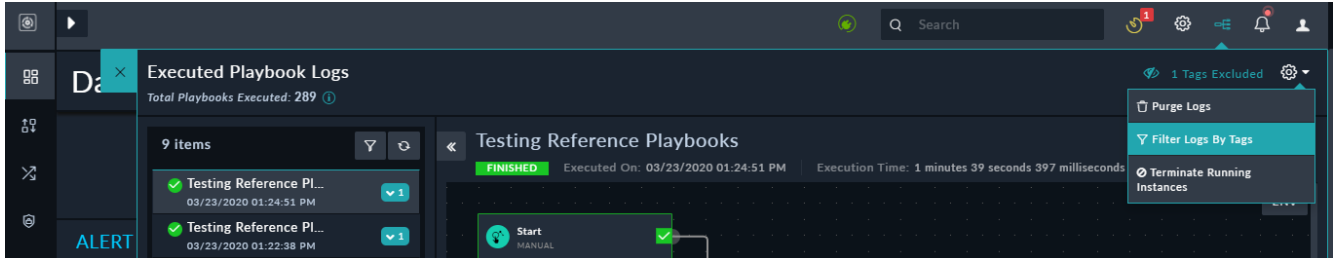 Search
1
Da
Executed Playbook Logs
1 Tags Excluded
Total Playbooks Executed: 289
Purge Logs
9 items
Testing Reference Playbooks
Filter Logs By Tags
FINISHED
Executed On: 03/23/2020 01:24:51 PM
Execution Time: 1 minutes 39 seconds 397 milliseconds
Terminate Running
Instances
Testing Reference Pl...
03/23/2020 01:24:51 PM
1
Testing Reference Pl...
03/23/2020 01:22:38 PM
1
Start
MANUAL
ALERT